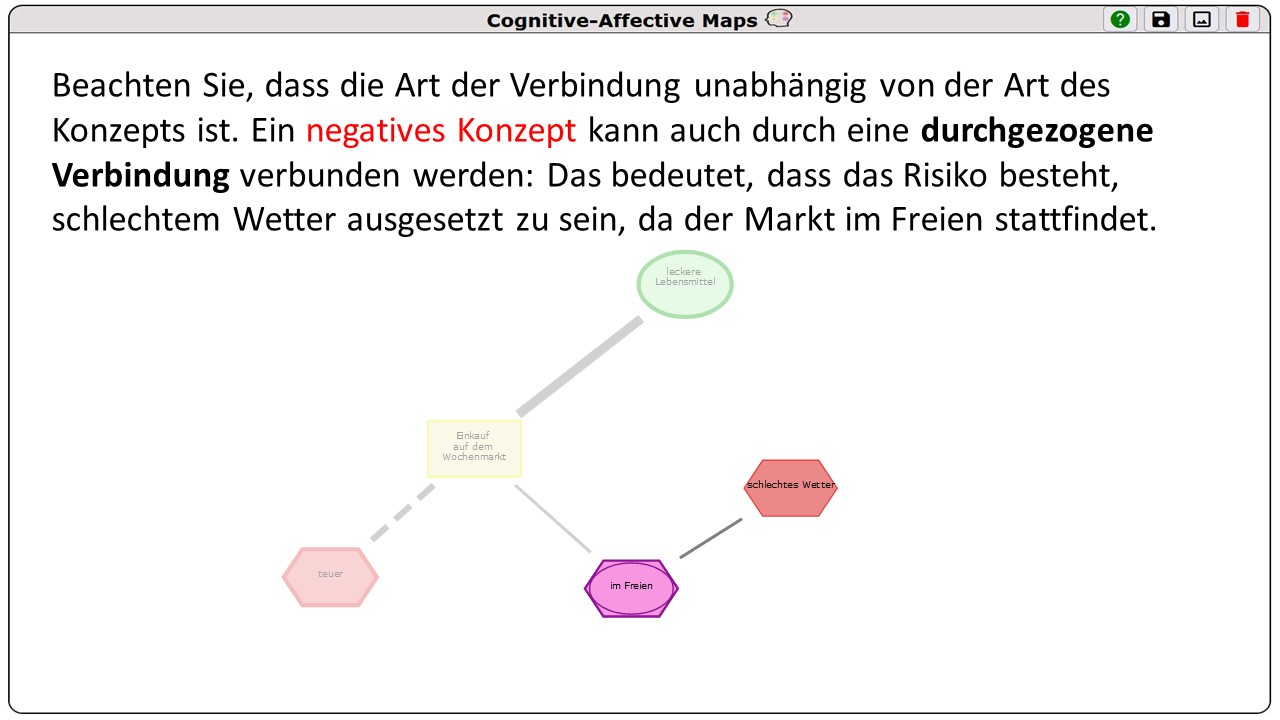 Cognitive-Affective Maps
Beachten Sie, dass die Art der Verbindung unabhängig von der Art des
Konzepts ist. Ein negatives Konzept kann auch durch eine durchgezogene
Verbindung verbunden werden: Das bedeutet, dass das Risiko besteht,
schlechtem Wetter ausgesetzt zu sein, da der Markt im Freien stattfindet.
leckere
Lebensmittel
Einkauf
auf dem
Wochenmarkt
schlechtes Wetter
teuer
im Freien